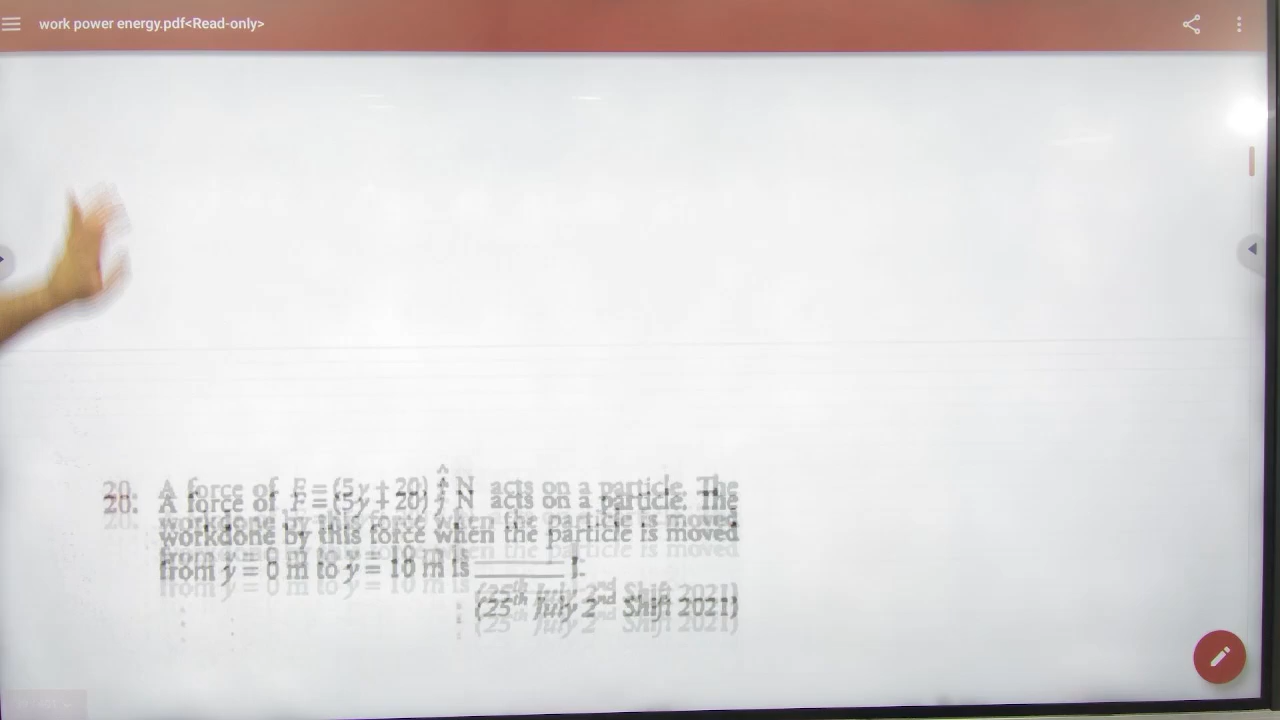 work power energy.pdf<Read-only>
20. A force of F = (5y + 20) ĵ N acts on a particle. The
workdone by this force when the particle is moved
from y = 0 m to y = 10 m is ________ J.
(25th July 2nd Shift 2021)